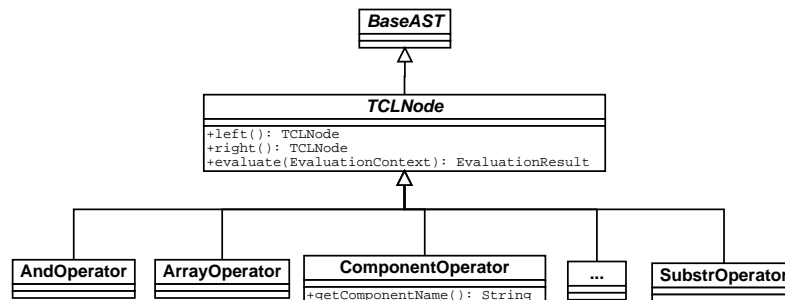 BaseAST
TCLNode
+left(): TCLNode
+right(): TCLNode
+evaluate(EvaluationContext): EvaluationResult
AndOperator
ArrayOperator
ComponentOperator
...
SubstrOperator
+getComponentName(): String